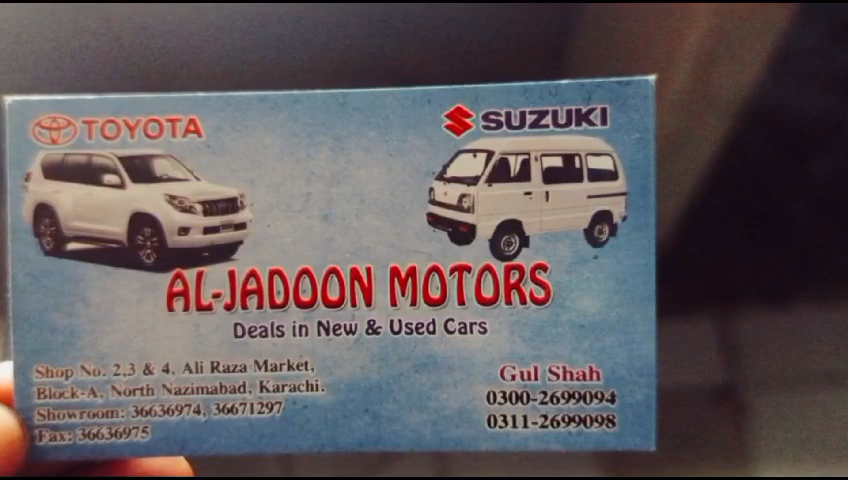 TOYOTA
SUZUKI
AL-JADOON MOTORS
Deals in New & Used Cars
Shop No. 2,3 & 4, Ali Raza Market,
Block-A, North Nazimabad, Karachi.
Showroom: 36636974, 36671297
Fax: 36636975
Gul Shah
0300-2699094
0311-2699098